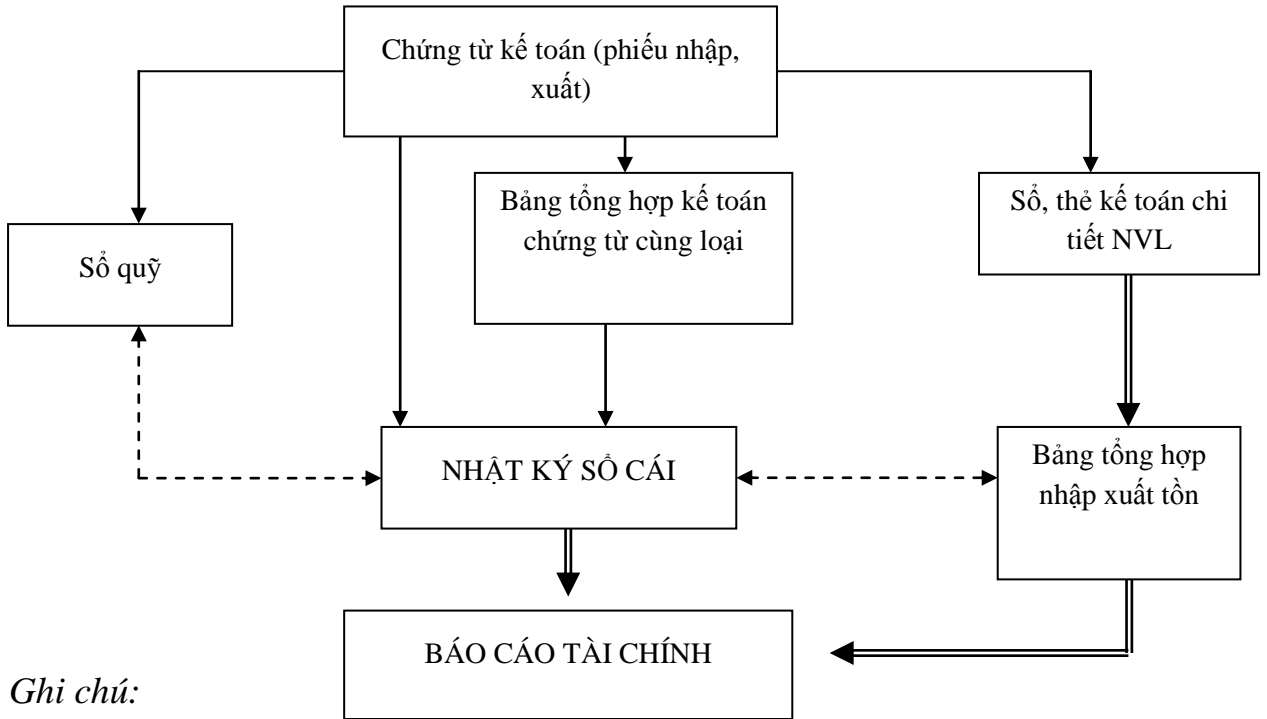 Chứng từ kế toán (phiếu nhập,
xuất)
Bảng tổng hợp kế toán
chứng từ cùng loại
Sổ, thẻ kế toán chi
tiết NVL
Sổ quỹ
NHẬT KÝ SỔ CÁI
Bảng tổng hợp
nhập xuất tồn
BÁO CÁO TÀI CHÍNH
Ghi chú: